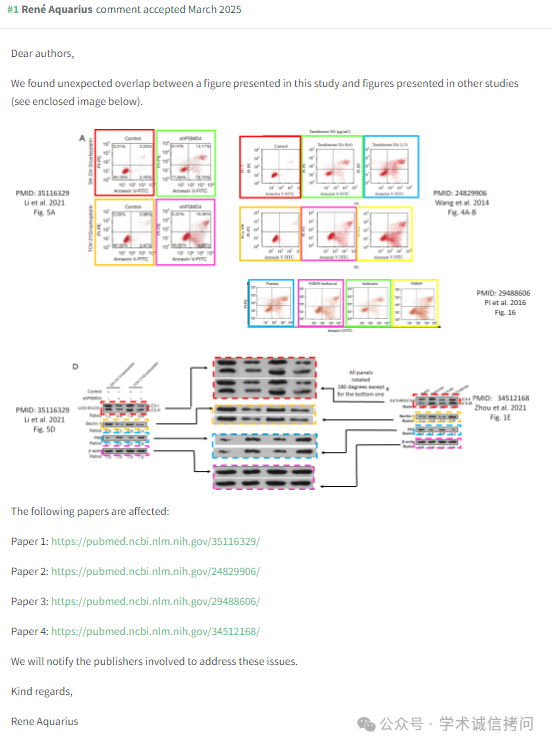 #1 René Aquarius comment accepted March 2025
Dear authors,
We found unexpected overlap between a figure presented in this study and figures presented in other studies
(see enclosed image below).
A
Control
shPSMD4
Control
PMID: 35116329
Li et al. 2021
Fig. 5A
PMID: 24829906
Wang et al. 2014
Fig. 4A-B
Annexin V-FITC
Annexin V-FITC
PMID: 29488606
Pi et al. 2016
Fig. 16
D
All panels
rotated
180 degrees except
for the bottom one
PMID: 35116329
Li et al. 2021
Fig. 5D
PMID: 34512168
Zhou et al. 2021
Fig. 1E
The following papers are affected:
Paper 1: https://pubmed.ncbi.nlm.nih.gov/35116329/
Paper 2: https://pubmed.ncbi.nlm.nih.gov/24829906/
Paper 3: https://pubmed.ncbi.nlm.nih.gov/29488606/
Paper 4: https://pubmed.ncbi.nlm.nih.gov/34512168/
We will notify the publishers involved to address these issues.
Kind regards,
Rene Aquarius
公众号 · 学术诚信拷问